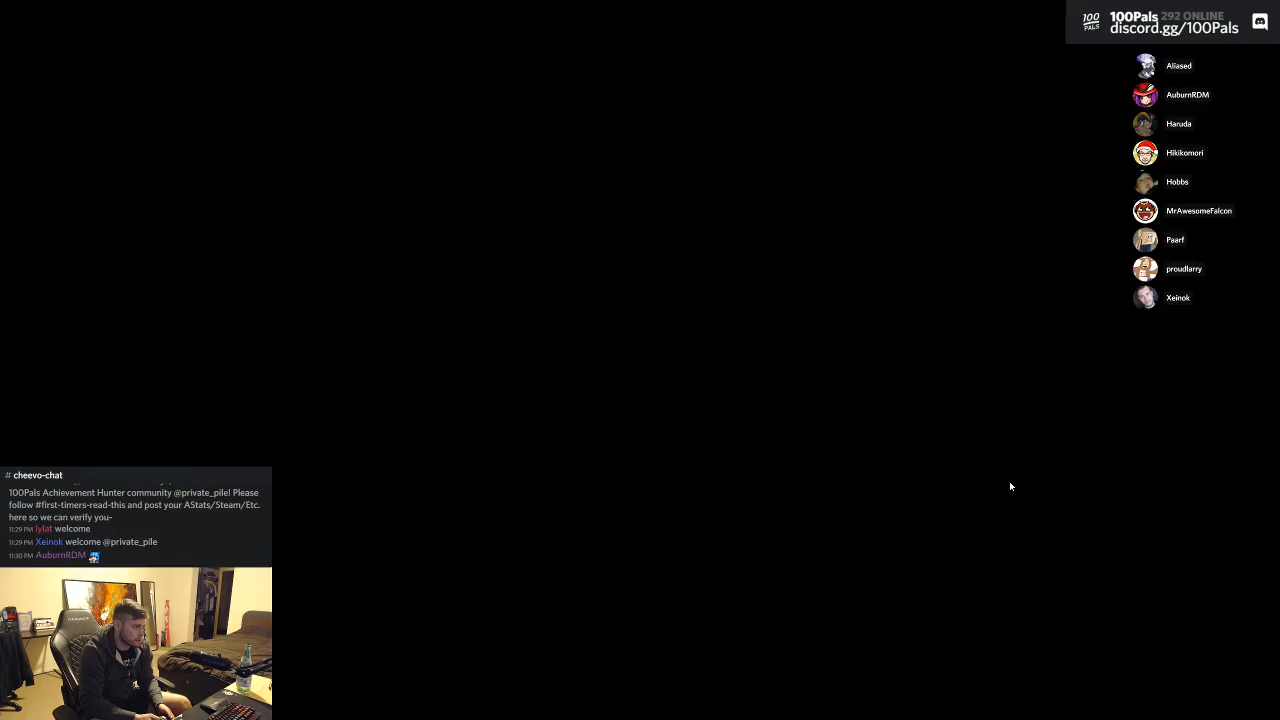 100 PALS
100Pals 292 ONLINE
discord.gg/100Pals
Aliased
AuburnRDM
Haruda
Hikikomori
Hobbs
MrAwesomeFalcon
Paarf
proudlarry
Xeinok
# cheevo-chat
100Pals Achievement Hunter community @private_pile! Please
follow #first-timers-read-this and post your AStats/Steam/Etc.
here so we can verify you~
11:29 PM lylat welcome
11:29 PM Xeinok welcome @private_pile
11:30 PM AuburnRDM